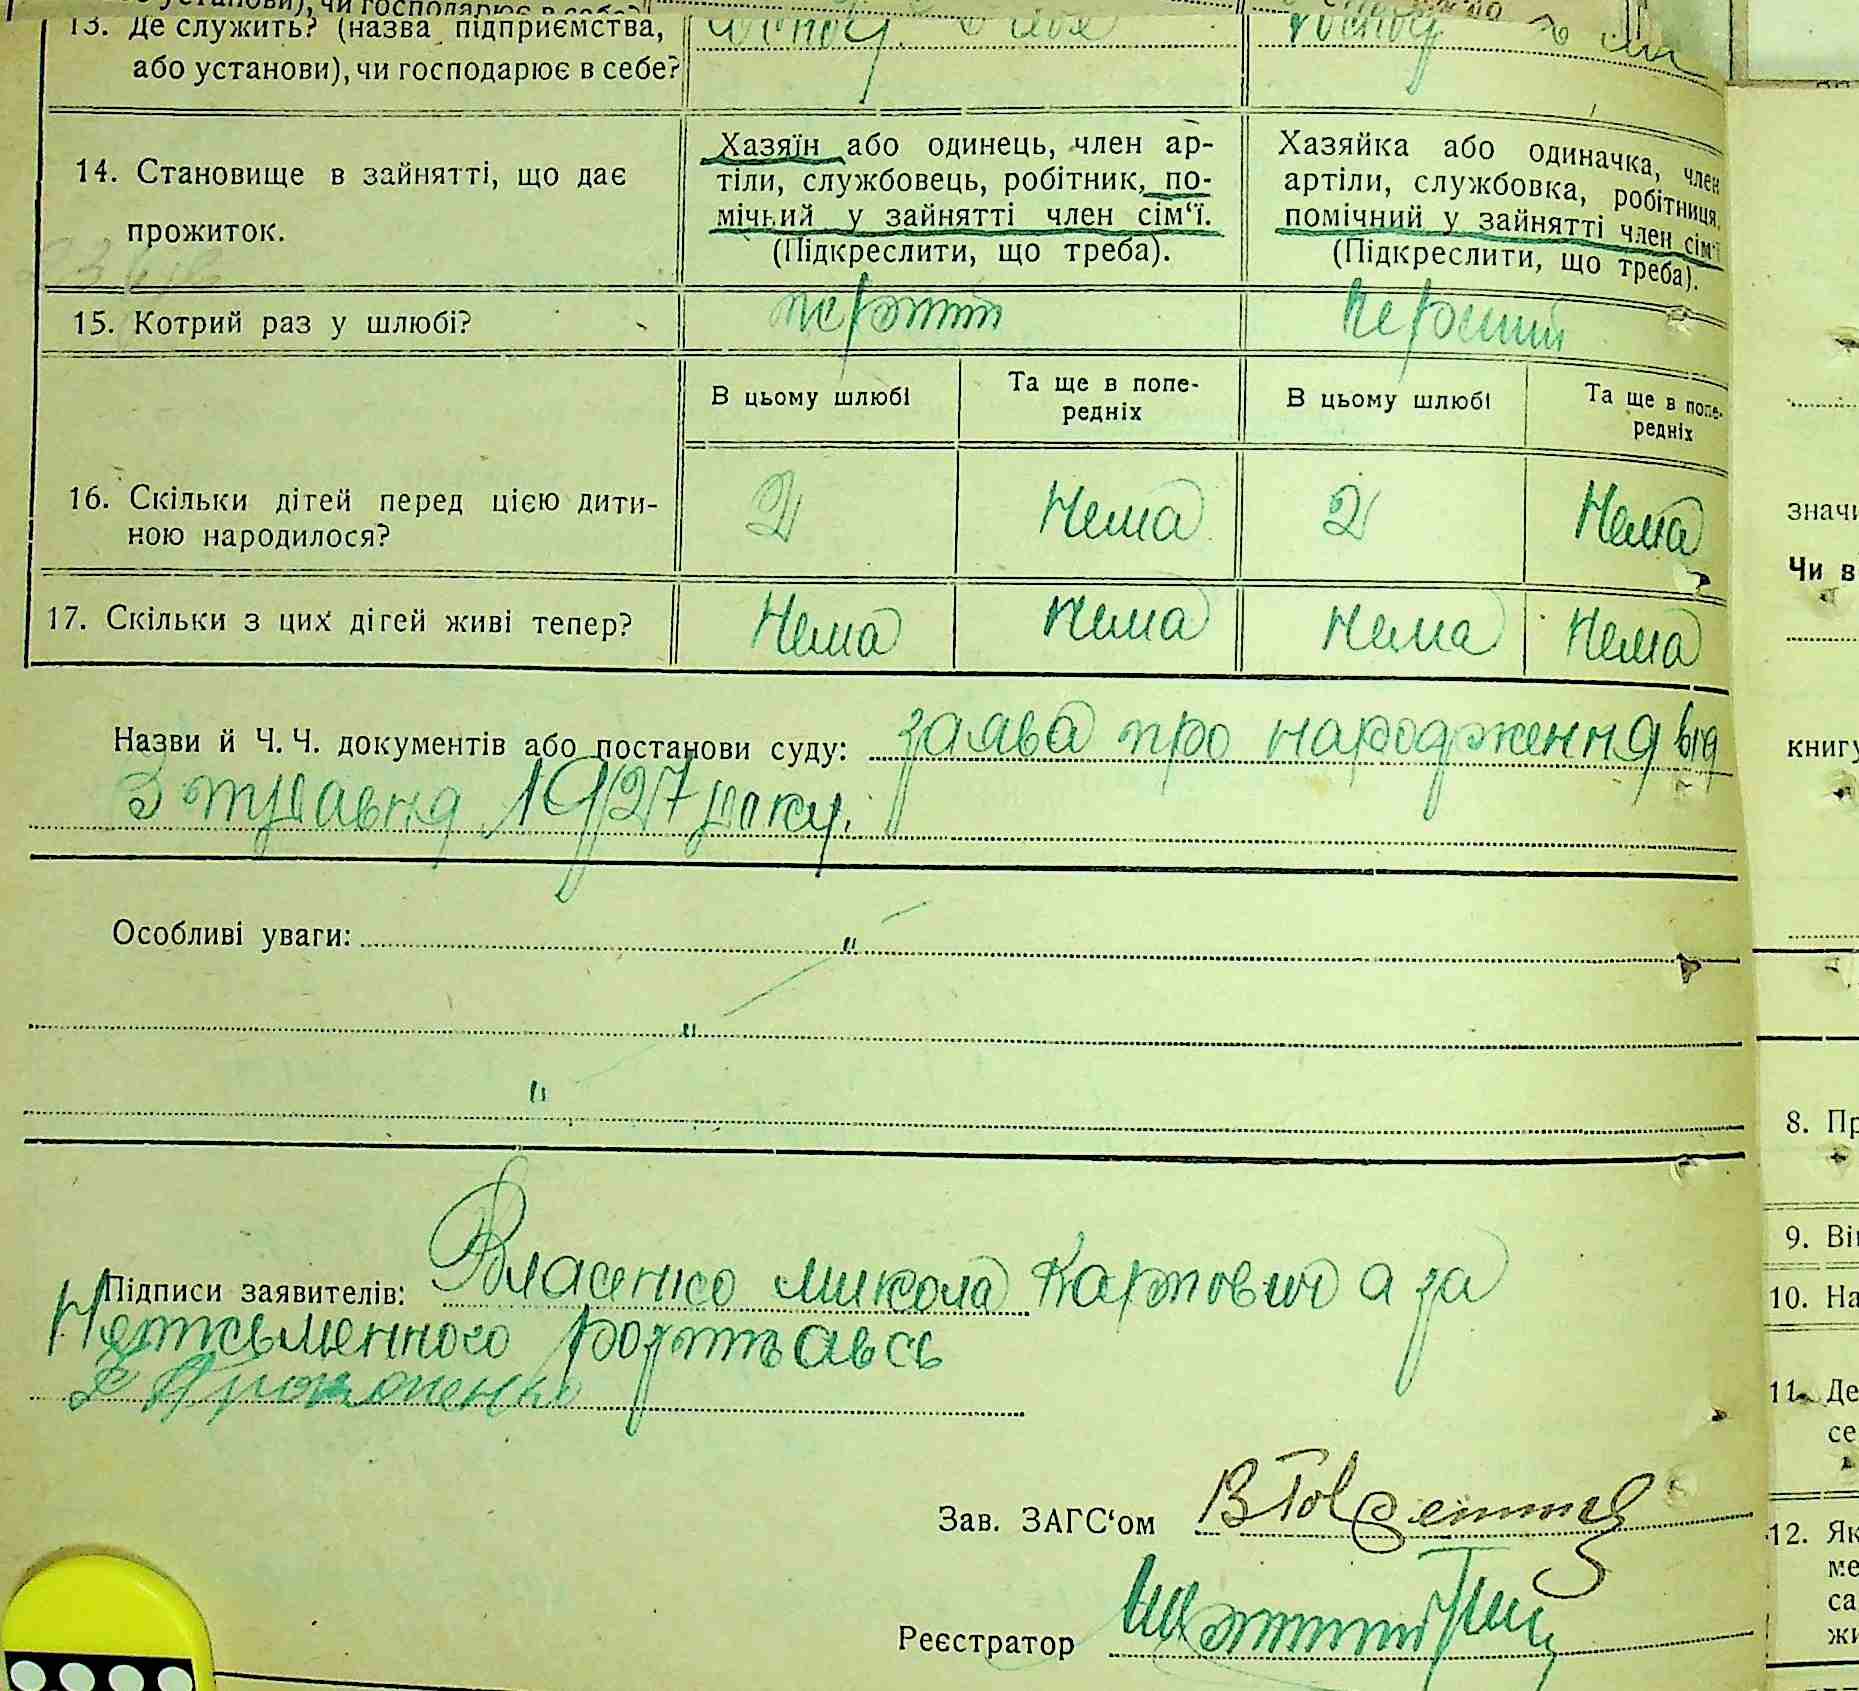 13. Де служить? (назва підприємства,
або установи), чи господарює в себе?
14. Становище в зайнятті, що дає
прожиток.
Хазяїн або одинець, член ар-
тіли, службовець, робітник, по-
мічний у зайнятті член сім‘ї.
(Підкреслити, що треба).
Хазяйка або одиначка, член
артіли, службовка, робітниця,
помічний у зайнятті член сім‘ї
(Підкреслити, що треба).
15. Котрий раз у шлюбі?
перший
перший
В цьому шлюбі
Та ще в попе-
редніх
В цьому шлюбі
Та ще в попе-
редніх
16. Скільки дітей перед цією дити-
ною народилося?
2
Нема
2
Нема
17. Скільки з цих дітей живі тепер?
Нема
Нема
Нема
Нема
Назви й Ч. Ч. документів або постанови суду: заява про народження від
3 травня 1927 року.
Особливі уваги:
"
"
"
Підписи заявителів: Власенко Микола Карпович а за
Неписьменного розписавсь
Зав. ЗАГС‘ом
Реєстратор
значи
Чи в
книгу
8. Пр
9. Ві
10. На
11. Де
се
12. Як
ме
са
жи